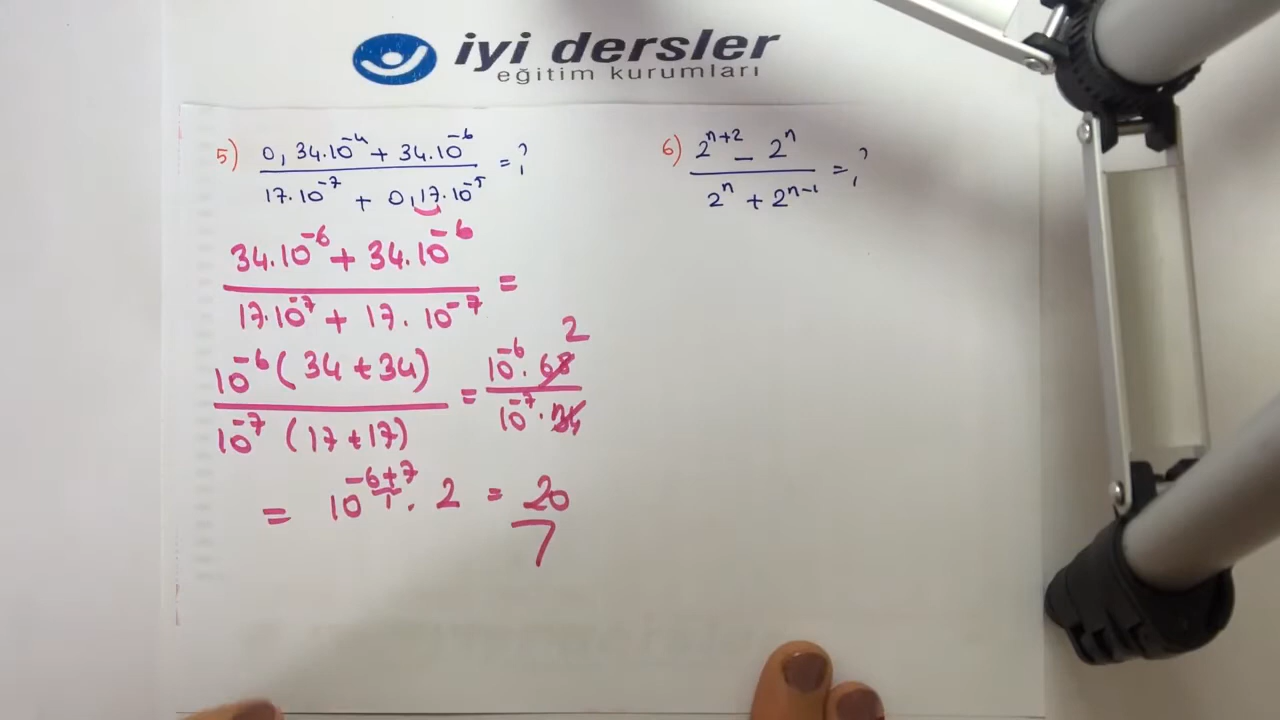 iyi dersler
eğitim kurumları
5) (0,34.10⁻⁴ + 34.10⁻⁶) / (17.10⁻⁷ + 0,17.10⁻⁵) = ?
(34.10⁻⁶ + 34.10⁻⁶) / (17.10⁻⁷ + 17.10⁻⁷) =
10⁻⁶(34+34) / 10⁻⁷(17+17) = 10⁻⁶.68 / 10⁻⁷.34 2
= 10⁻⁶⁺⁷ 1 . 2 = 20
6) (2ⁿ⁺² - 2ⁿ) / (2ⁿ + 2ⁿ⁻¹) = ?